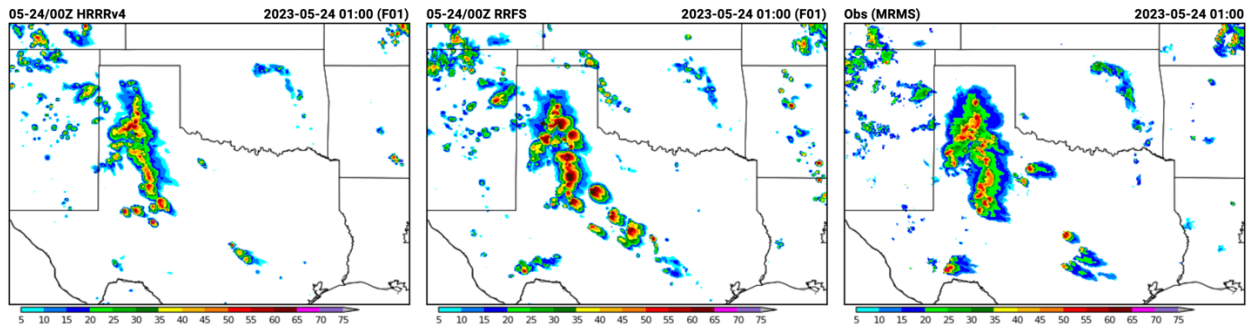 05-24/00Z HRRRv4 2023-05-24 01:00 (F01)
05-24/00Z RRFS 2023-05-24 01:00 (F01)
Obs (MRMS) 2023-05-24 01:00
5 10 15 20 25 30 35 40 45 50 55 60 65 70 75
5 10 15 20 25 30 35 40 45 50 55 60 65 70 75
5 10 15 20 25 30 35 40 45 50 55 60 65 70 75